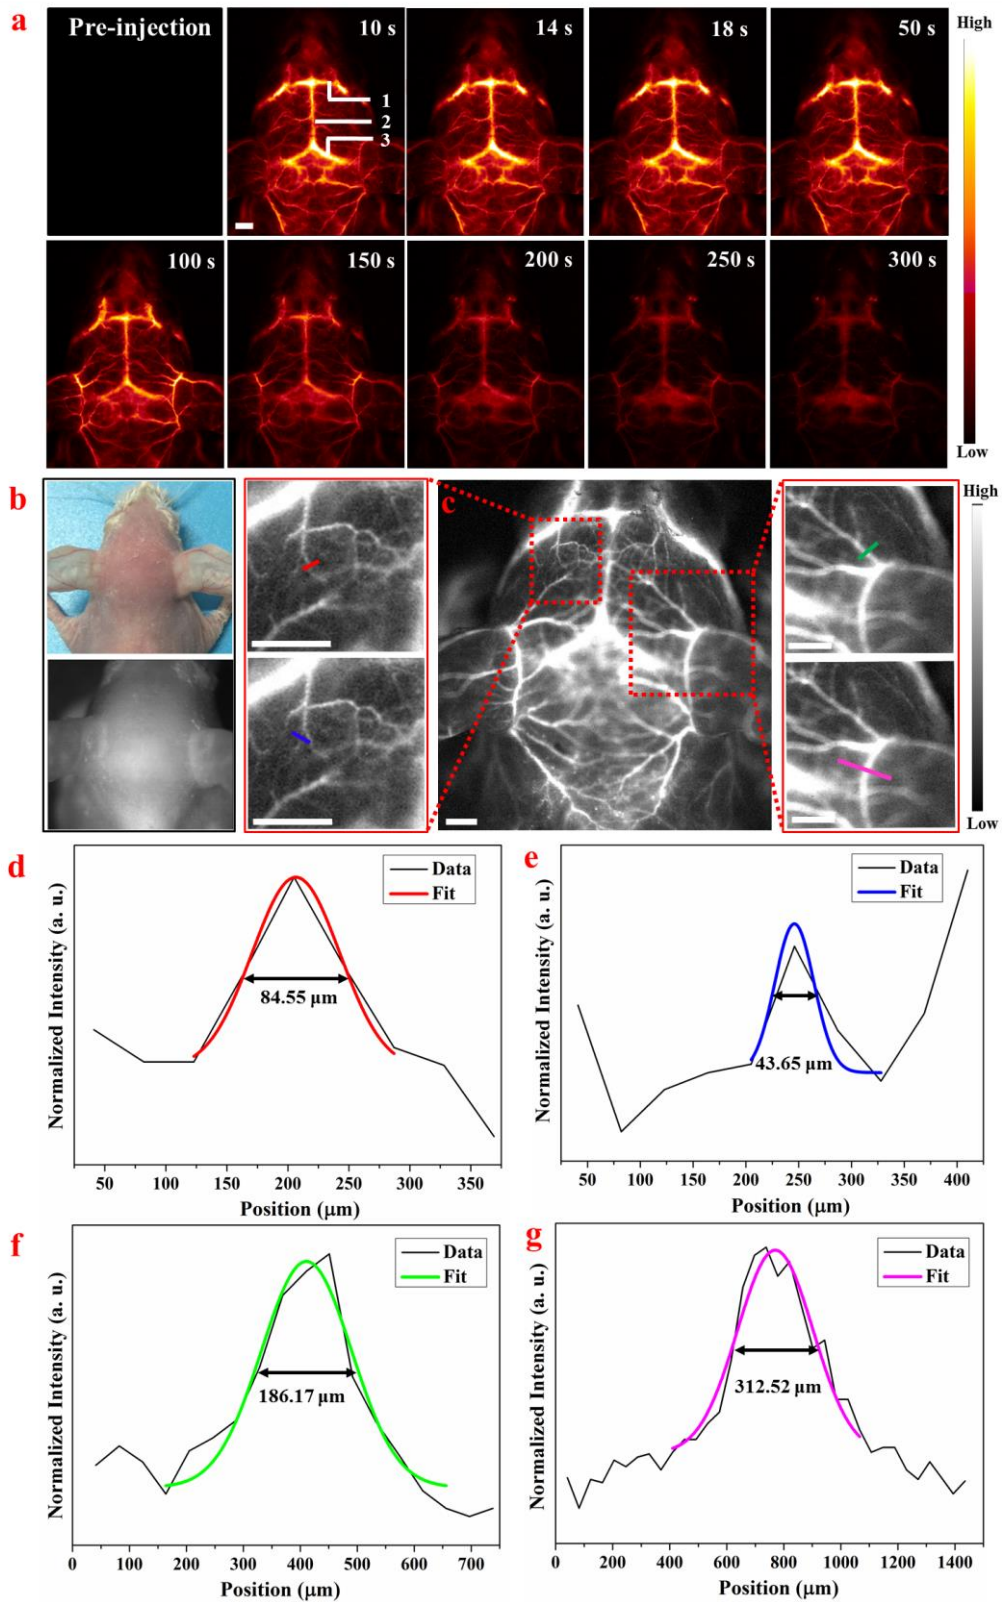 a
Pre-injection
10 s
14 s
18 s
50 s
High
1
2
3
100 s
150 s
200 s
250 s
300 s
Low
b
c
High
Low
d
Data
Fit
84.55 μm
Normalized Intensity (a. u.)
50 100 150 200 250 300 350
Position (μm)
e
Data
Fit
43.65 μm
Normalized Intensity (a. u.)
50 100 150 200 250 300 350 400
Position (μm)
f
Data
Fit
186.17 μm
Normalized Intensity (a. u.)
0 100 200 300 400 500 600 700
Position (μm)
g
Data
Fit
312.52 μm
Normalized Intensity (a. u.)
0 200 400 600 800 1000 1200 1400
Position (μm)